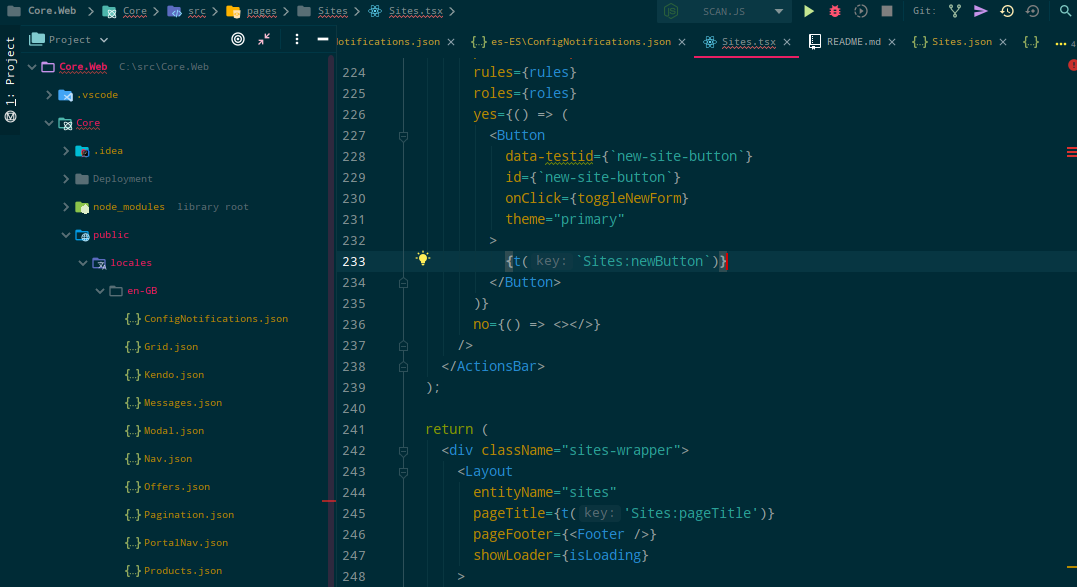 Core.Web Core src pages Sites Sites.tsx SCAN.JS Git:
Project
otifications.json es-ES\ConfigNotifications.json Sites.tsx README.md Sites.json
1: Project
Core.Web C:\src\Core.Web
.vscode
Core
.idea
Deployment
node_modules library root
public
locales
en-GB
{..} ConfigNotifications.json
{..} Grid.json
{..} Kendo.json
{..} Messages.json
{..} Modal.json
{..} Nav.json
{..} Offers.json
{..} Pagination.json
{..} PortalNav.json
{..} Products.json
224 rules={rules}
225 roles={roles}
226 yes={() => (
227 <Button
228 data-testid={`new-site-button`}
229 id={`new-site-button`}
230 onClick={toggleNewForm}
231 theme="primary"
232 >
233 {t( key: `Sites:newButton`)}
234 </Button>
235 )}
236 no={() => <></>}
237 />
238 </ActionsBar>
239 );
240
241 return (
242 <div className="sites-wrapper">
243 <Layout
244 entityName="sites"
245 pageTitle={t( key: 'Sites:pageTitle')}
246 pageFooter={<Footer />}
247 showLoader={isLoading}
248 >